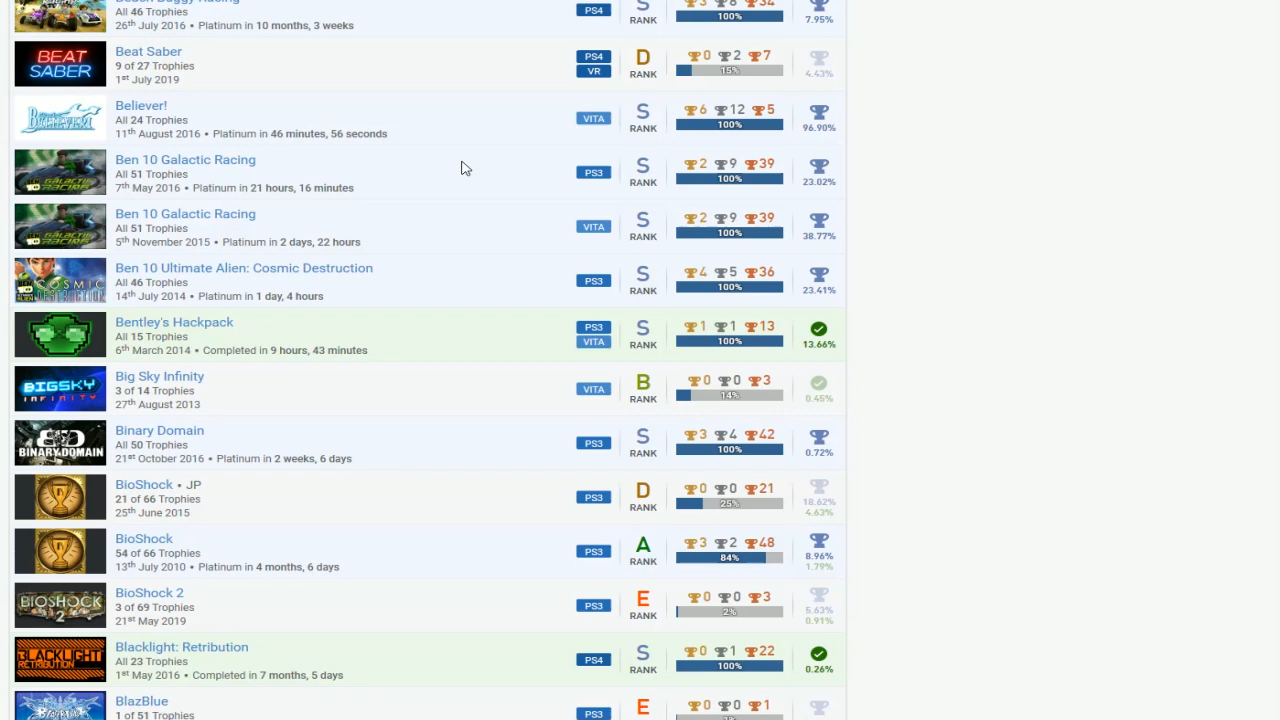 Beach Buggy Racing
All 46 Trophies
4th July 2016 • Platinum in 10 months, 3 weeks
PS4
S
RANK
3 8 34
100%
7.95%
BEAT
SABER
Beat Saber
9 of 27 Trophies
1st July 2019
PS4
VR
D
RANK
0 2 7
15%
4.43%
Believer!
All 24 Trophies
11th August 2016 • Platinum in 46 minutes, 56 seconds
VITA
S
RANK
6 12 5
100%
96.90%
Ben 10 Galactic Racing
All 51 Trophies
7th May 2016 • Platinum in 21 hours, 16 minutes
PS3
S
RANK
2 9 39
100%
23.02%
Ben 10 Galactic Racing
All 51 Trophies
5th November 2015 • Platinum in 2 days, 22 hours
VITA
S
RANK
2 9 39
100%
38.77%
Ben 10 Ultimate Alien: Cosmic Destruction
All 46 Trophies
14th July 2014 • Platinum in 1 day, 4 hours
PS3
S
RANK
4 5 36
100%
23.41%
Bentley's Hackpack
All 15 Trophies
6th March 2014 • Completed in 9 hours, 43 minutes
PS3
VITA
S
RANK
1 1 13
100%
13.66%
BIGSKY
INFINITY
Big Sky Infinity
3 of 14 Trophies
27th August 2013
VITA
B
RANK
0 0 3
14%
0.45%
BINARY DOMAIN
Binary Domain
All 50 Trophies
21st October 2016 • Platinum in 2 weeks, 6 days
PS3
S
RANK
3 4 42
100%
0.72%
BioShock • JP
21 of 66 Trophies
25th June 2015
PS3
D
RANK
0 0 21
25%
18.62%
4.63%
BioShock
54 of 66 Trophies
13th July 2010 • Platinum in 4 months, 6 days
PS3
A
RANK
3 2 48
84%
8.96%
1.79%
BIOSHOCK
2
BioShock 2
3 of 69 Trophies
21st May 2019
PS3
E
RANK
0 0 3
2%
5.63%
0.91%
BLACKLIGHT
RETRIBUTION
Blacklight: Retribution
All 23 Trophies
1st May 2016 • Completed in 7 months, 5 days
PS4
S
RANK
0 1 22
100%
0.26%
BlazBlue
1 of 51 Trophies
PS3
E
0 0 1